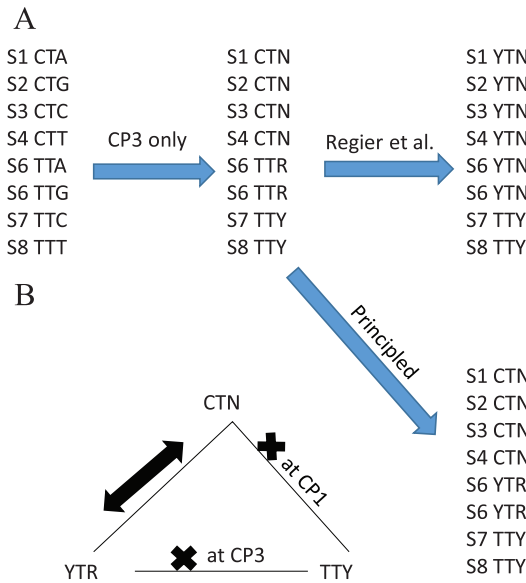 A
S1 CTA
S2 CTG
S3 CTC
S4 CTT
S6 TTA
S6 TTG
S7 TTC
S8 TTT
CP3 only
S1 CTN
S2 CTN
S3 CTN
S4 CTN
S6 TTR
S6 TTR
S7 TTY
S8 TTY
Regier et al.
S1 YTN
S2 YTN
S3 YTN
S4 YTN
S6 YTN
S6 YTN
S7 TTY
S8 TTY
Principled
S1 CTN
S2 CTN
S3 CTN
S4 CTN
S6 YTR
S6 YTR
S7 TTY
S8 TTY
B
CTN
at CP1
YTR
at CP3
TTY